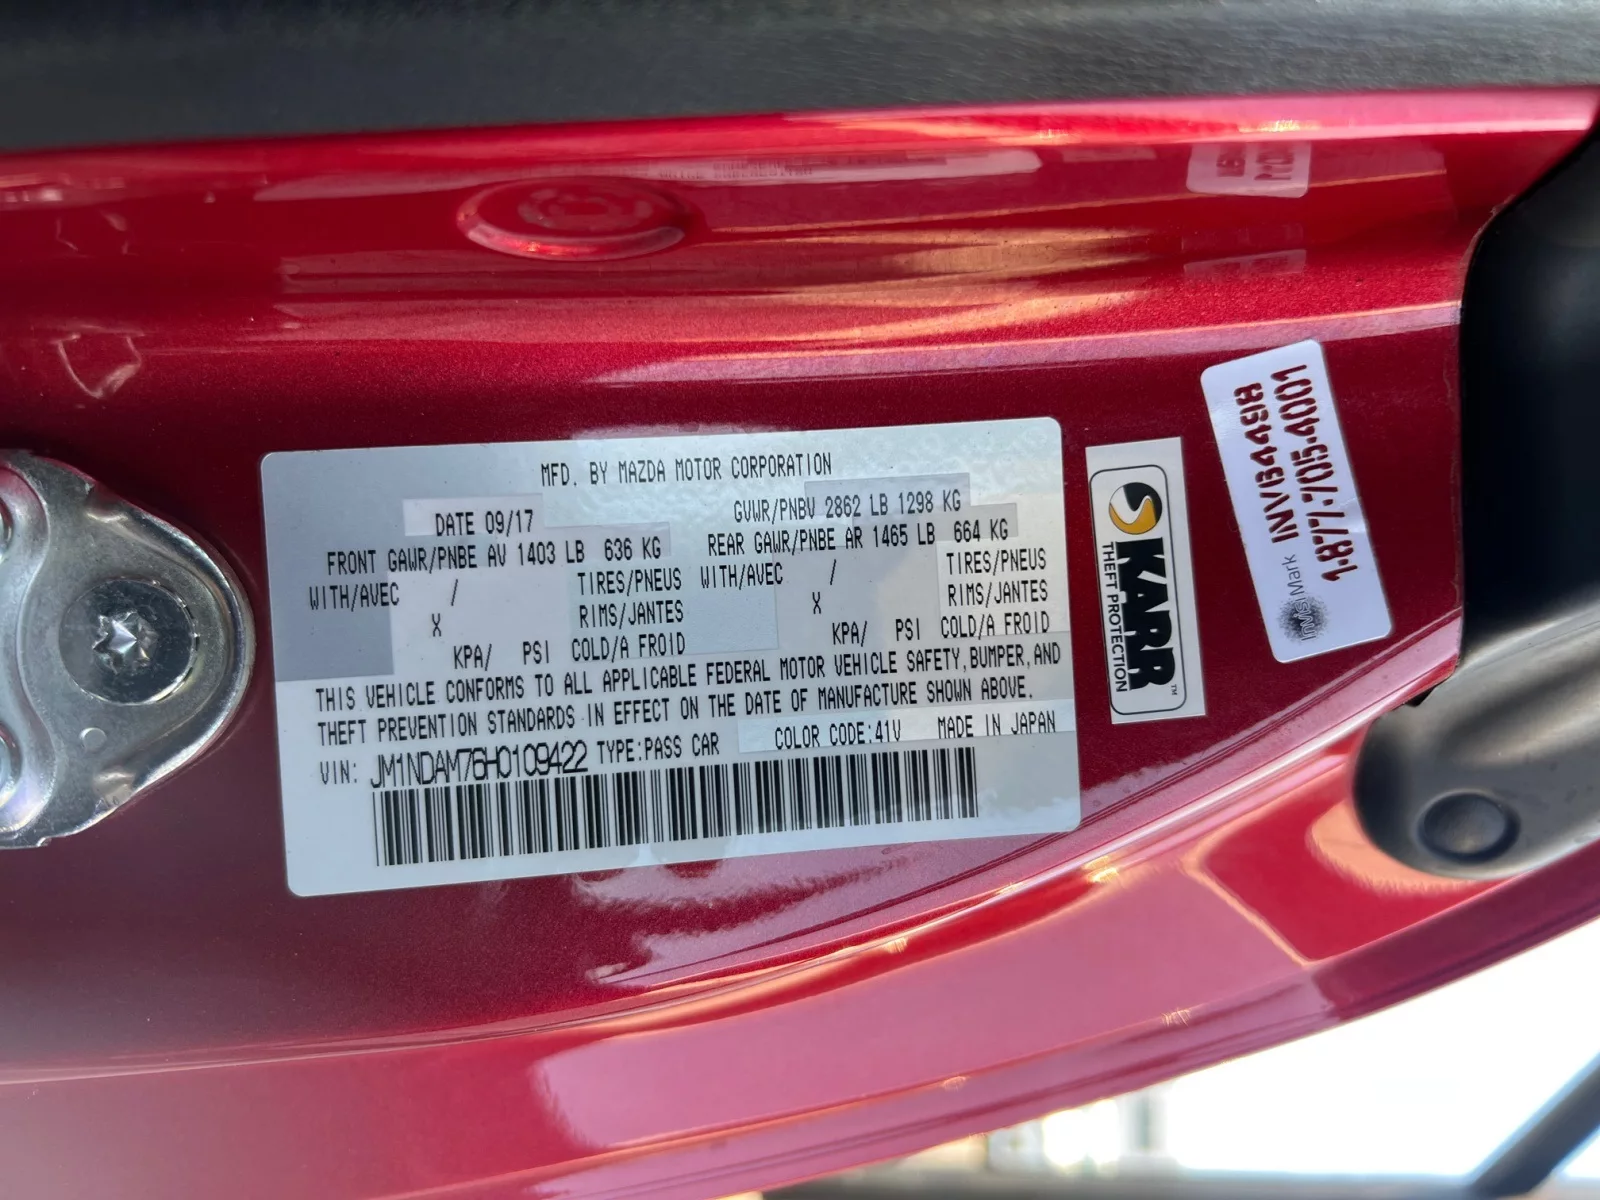 MFD. BY MAZDA MOTOR CORPORATION
DATE 09/17
GVWR/PNBV 2862 LB 1298 KG
FRONT GAWR/PNBE AV 1403 LB 636 KG
REAR GAWR/PNBE AR 1465 LB 664 KG
WITH/AVEC / TIRES/PNEUS
WITH/AVEC / TIRES/PNEUS
X RIMS/JANTES
X RIMS/JANTES
KPA/ PSI COLD/A FROID
KPA/ PSI COLD/A FROID
THIS VEHICLE CONFORMS TO ALL APPLICABLE FEDERAL MOTOR VEHICLE SAFETY,BUMPER,AND
THEFT PREVENTION STANDARDS IN EFFECT ON THE DATE OF MANUFACTURE SHOWN ABOVE.
VIN: JM1NDAM76H0109422 TYPE:PASS CAR COLOR CODE:41V MADE IN JAPAN
KARR™
THEFT PROTECTION
InvisiMark INVB4498
1-877-705-4001